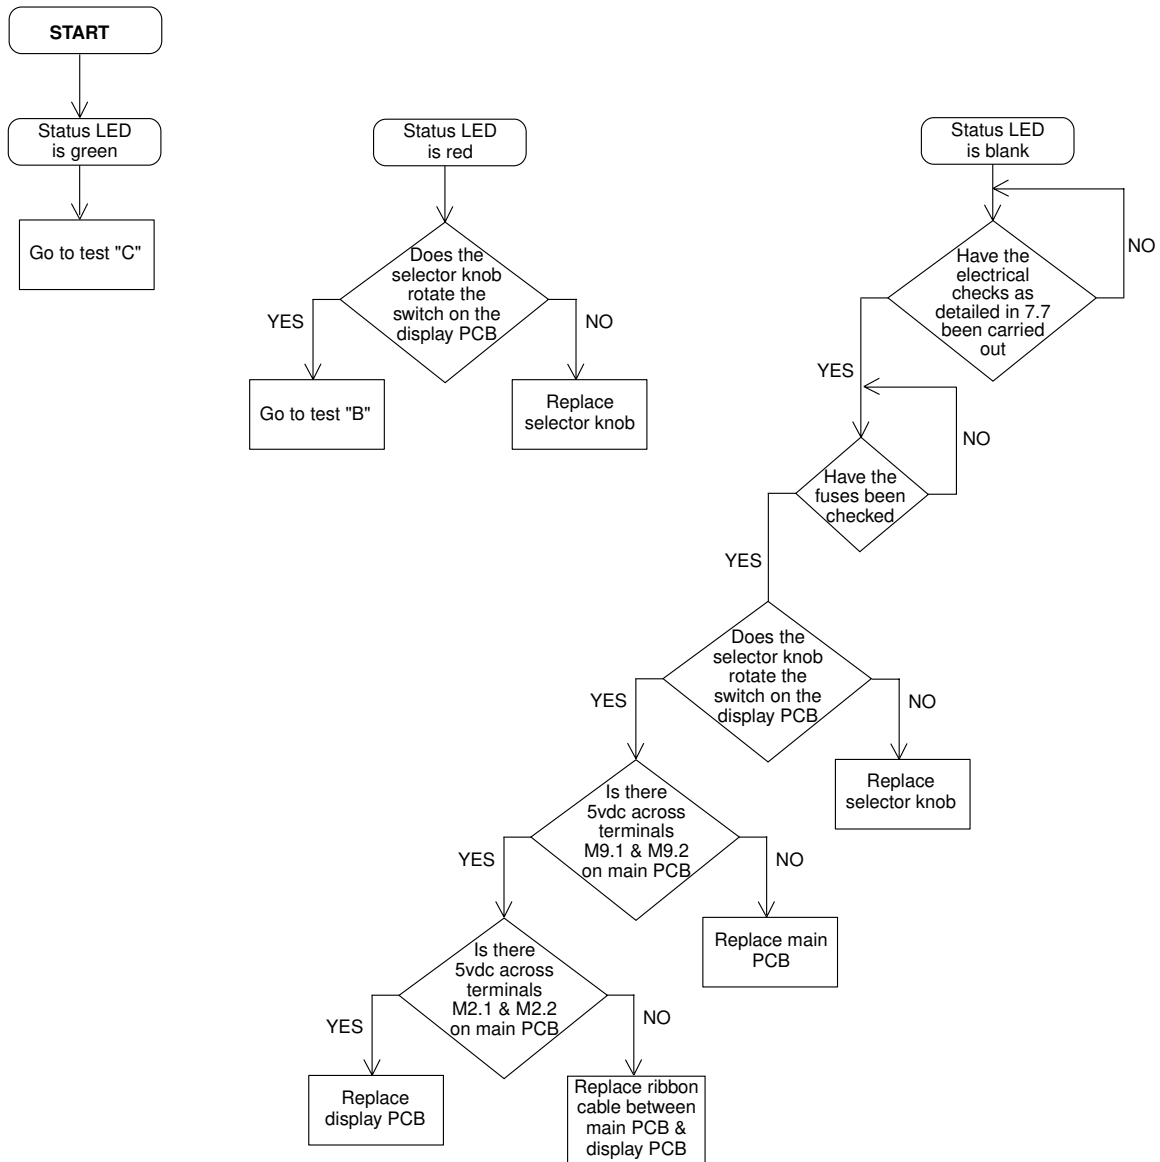 START
Status LED
is green
Go to test "C"
Status LED
is red
Does the
selector knob
rotate the
switch on the
display PCB
YES
NO
Go to test "B"
Replace
selector knob
Status LED
is blank
Have the
electrical
checks as
detailed in 7.7
been carried
out
NO
YES
Have the
fuses been
checked
NO
YES
Does the
selector knob
rotate the
switch on the
display PCB
YES
NO
Replace
selector knob
Is there
5vdc across
terminals
M9.1 & M9.2
on main PCB
YES
NO
Replace main
PCB
Is there
5vdc across
terminals
M2.1 & M2.2
on main PCB
YES
NO
Replace
display PCB
Replace ribbon
cable between
main PCB &
display PCB